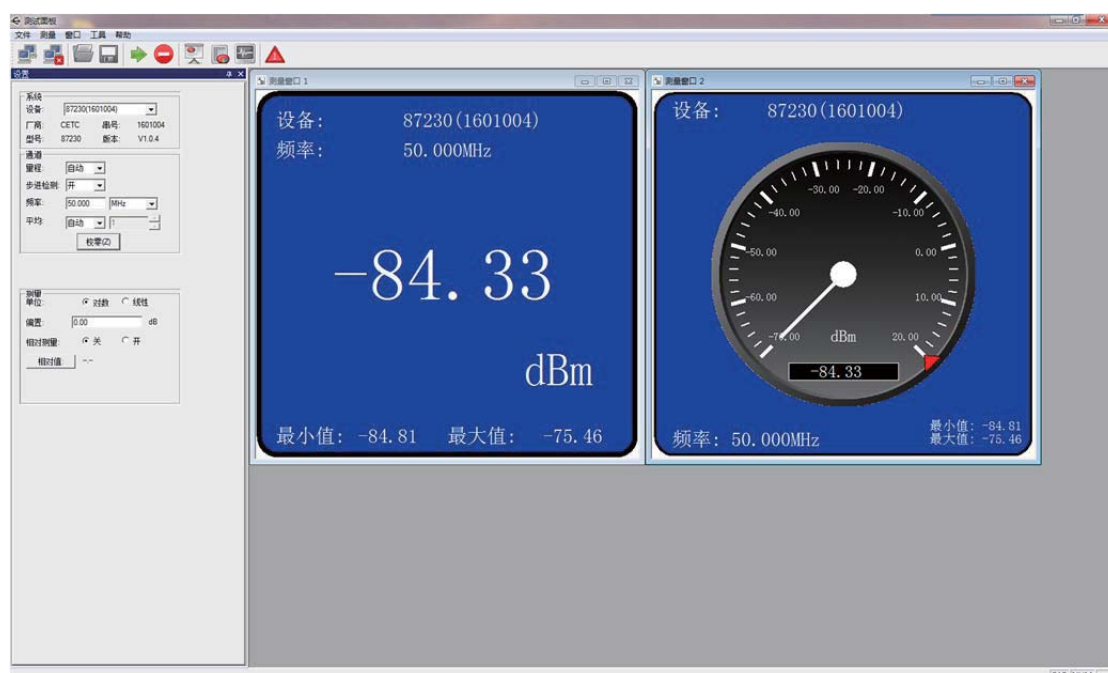 测试面板
文件 测量 窗口 工具 帮助
设置
系统
设备: 87230(1601004)
厂商: CETC 串号: 1601004
型号: 87230 版本: V1.0.4
通道
量程: 自动
步进检测: 开
频率: 50.000 MHz
平均: 自动 1
校零(Z)
测量
单位: 对数 线性
偏置: 0.00 dB
相对测量: 关 开
相对值 -.-
测量窗口 1
设备: 87230(1601004)
频率: 50.000MHz
-84.33
dBm
最小值: -84.81 最大值: -75.46
测量窗口 2
设备: 87230(1601004)
-30.00 -20.00
-40.00 -10.00
-50.00 0.00
-60.00 10.00
-70.00 dBm 20.00
-84.33
最小值: -84.81
频率: 50.000MHz 最大值: -75.46